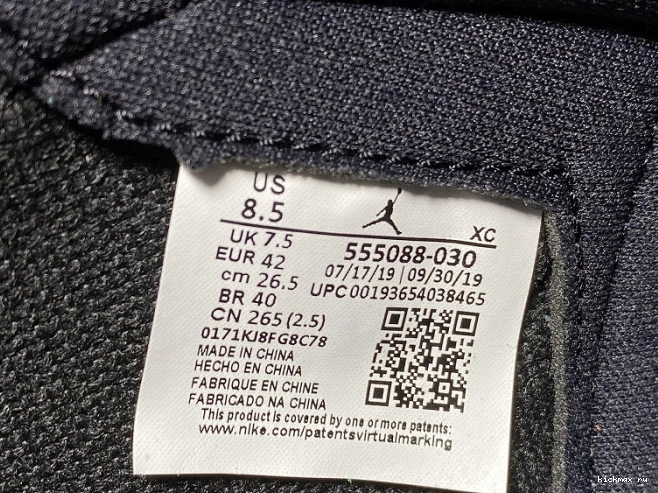 US
8.5
XC
UK 7.5
EUR 42
cm 26.5
BR 40
CN 265 (2.5)
555088-030
07/17/19 | 09/30/19
UPC00193654038465
0171KJ8FG8C78
MADE IN CHINA
HECHO EN CHINA
FABRIQUE EN CHINE
FABRICADO NA CHINA
This product is covered by one or more patents:
www.nike.com/patentsvirtualmarking
kickmax ru